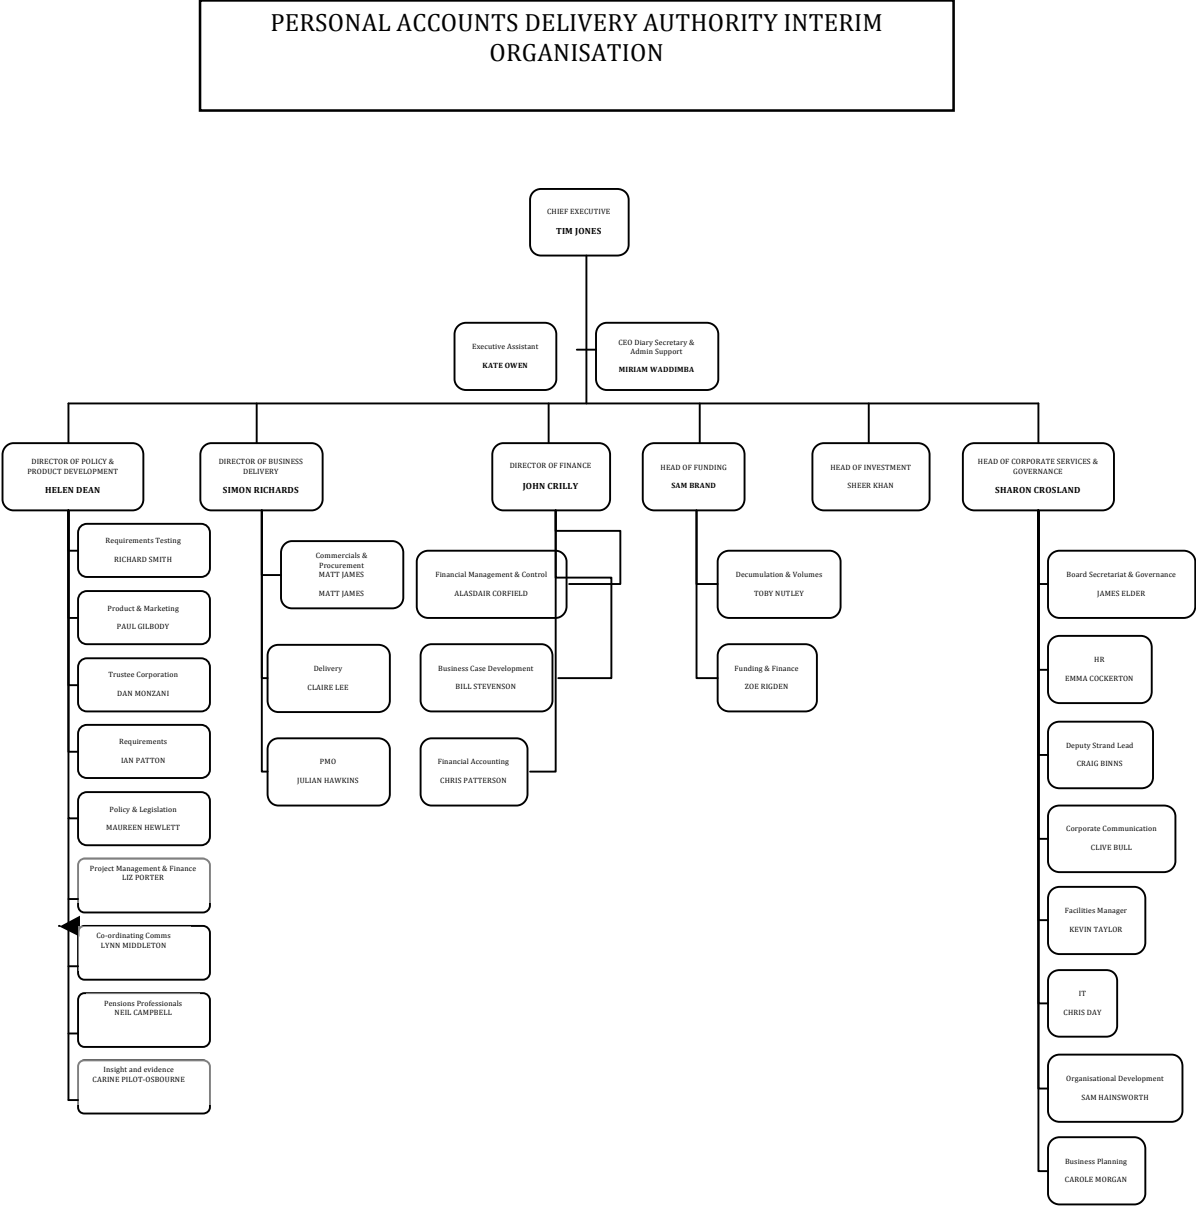 PERSONAL ACCOUNTS DELIVERY AUTHORITY INTERIM
ORGANISATION
CHIEF EXECUTIVE
TIM JONES
Executive Assistant
KATE OWEN
CEO Diary Secretary &
Admin Support
MIRIAM WADDIMBA
DIRECTOR OF POLICY &
PRODUCT DEVELOPMENT
HELEN DEAN
DIRECTOR OF BUSINESS
DELIVERY
SIMON RICHARDS
DIRECTOR OF FINANCE
JOHN CRILLY
HEAD OF FUNDING
SAM BRAND
HEAD OF INVESTMENT
SHEER KHAN
HEAD OF CORPORATE SERVICES &
GOVERNANCE
SHARON CROSLAND
Requirements Testing
RICHARD SMITH
Product & Marketing
PAUL GILBODY
Trustee Corporation
DAN MONZANI
Requirements
IAN PATTON
Policy & Legislation
MAUREEN HEWLETT
Project Management & Finance
LIZ PORTER
Co-ordinating Comms
LYNN MIDDLETON
Pensions Professionals
NEIL CAMPBELL
Insight and evidence
CARINE PILOT-OSBOURNE
Commercials &
Procurement
MATT JAMES
MATT JAMES
Delivery
CLAIRE LEE
PMO
JULIAN HAWKINS
Financial Management & Control
ALASDAIR CORFIELD
Business Case Development
BILL STEVENSON
Financial Accounting
CHRIS PATTERSON
Decumulation & Volumes
TOBY NUTLEY
Funding & Finance
ZOE RIGDEN
Board Secretariat & Governance
JAMES ELDER
HR
EMMA COCKERTON
Deputy Strand Lead
CRAIG BINNS
Corporate Communication
CLIVE BULL
Facilities Manager
KEVIN TAYLOR
IT
CHRIS DAY
Organisational Development
SAM HAINSWORTH
Business Planning
CAROLE MORGAN